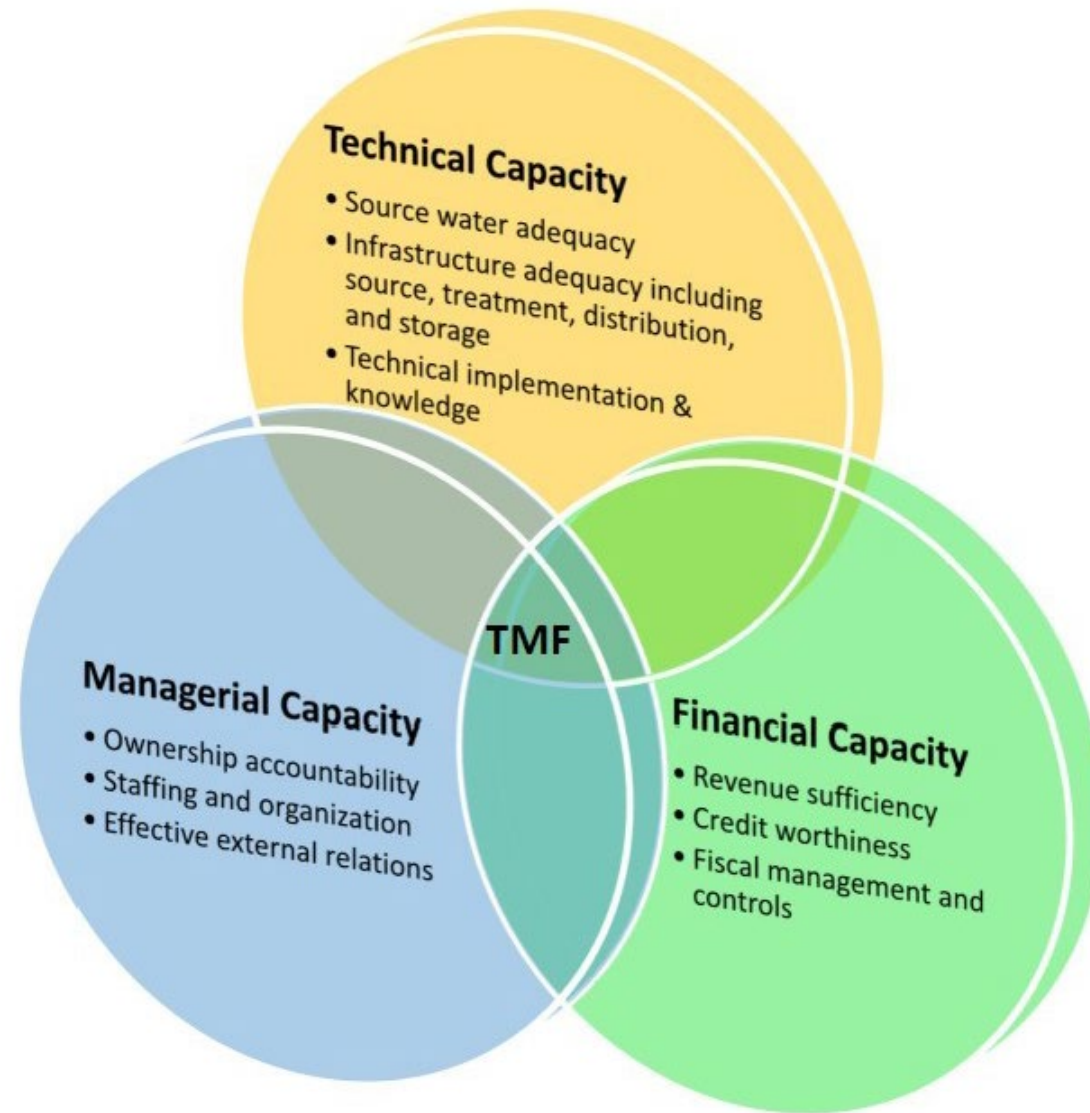 Technical Capacity
• Source water adequacy
• Infrastructure adequacy including
source, treatment, distribution,
and storage
• Technical implementation &
knowledge
TMF
Managerial Capacity
• Ownership accountability
• Staffing and organization
• Effective external relations
Financial Capacity
• Revenue sufficiency
• Credit worthiness
• Fiscal management and
controls